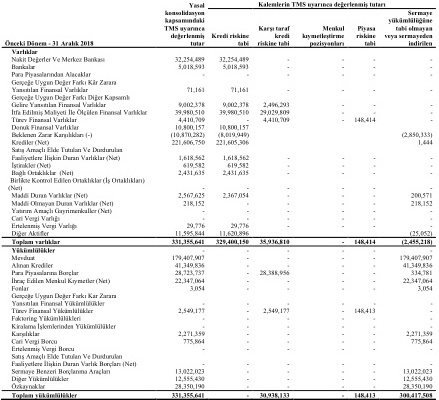 Kalemlerin TMS uyarınca değerlenmiş tutarı
Yasal konsolidasyon kapsamındaki TMS uyarınca değerlenmiş tutar
Kredi riskine tabi
Karşı taraf kredi riskine tabi
Menkul kıymetleştirme pozisyonları
Piyasa riskine tabi
Sermaye yükümlülüğüne tabi olmayan veya sermayeden indirilen
Önceki Dönem - 31 Aralık 2018
Varlıklar
Nakit Değerler Ve Merkez Bankası 32,254,489 32,254,489 - - - -
Bankalar 5,018,593 5,018,593 - - - -
Para Piyasalarından Alacaklar - - - - - -
Gerçeğe Uygun Değer Farkı Kâr Zarara
Yansıtılan Finansal Varlıklar 71,161 71,161 - - - -
Gerçeğe Uygun Değer Farkı Diğer Kapsamlı
Gelire Yansıtılan Finansal Varlıklar 9,002,378 9,002,378 2,496,293 - - -
İtfa Edilmiş Maliyeti İle Ölçülen Finansal Varlıklar 39,980,510 39,980,510 29,029,809 - - -
Türev Finansal Varlıklar 4,410,709 - 4,410,709 - 148,414 -
Donuk Finansal Varlıklar 10,800,157 10,800,157 - - - -
Beklenen Zarar Karşılıkları (-) (10,870,282) (8,019,949) - - - (2,850,333)
Krediler (Net) 221,606,750 221,605,306 - - - 1,444
Satış Amaçlı Elde Tutulan Ve Durdurulan
Faaliyetlere İlişkin Duran Varlıklar (Net) 1,618,562 1,618,562 - - - -
İştirakler (Net) 619,582 619,582 - - - -
Bağlı Ortaklıklar (Net) 2,431,635 2,431,635 - - - -
Birlikte Kontrol Edilen Ortaklıklar (İş Ortaklıkları)
(Net) - - - - - -
Maddi Duran Varlıklar (Net) 2,567,625 2,367,054 - - - 200,571
Maddi Olmayan Duran Varlıklar (Net) 218,152 - - - - 218,152
Yatırım Amaçlı Gayrimenkuller (Net) - - - - - -
Cari Vergi Varlığı - - - - - -
Ertelenmiş Vergi Varlığı 29,776 29,776 - - - -
Diğer Aktifler 11,595,844 11,620,896 - - - (25,052)
Toplam varlıklar 331,355,641 329,400,150 35,936,810 - 148,414 (2,455,218)
Yükümlülükler
Mevduat 179,407,907 - - - - 179,407,907
Alınan Krediler 41,349,836 - - - - 41,349,836
Para Piyasalarına Borçlar 28,723,737 - 28,388,956 - - 334,781
İhraç Edilen Menkul Kıymetler (Net) 22,347,064 - - - - 22,347,064
Fonlar 3,054 - - - - 3,054
Gerçeğe Uygun Değer Farkı Kar Zarara
Yansıtılan Finansal Yükümlülükler - - - - - -
Türev Finansal Yükümlülükler 2,549,177 - 2,549,177 - 148,413 -
Faktoring Yükümlülükleri - - - - - -
Kiralama İşlemlerinden Yükümlülükler - - - - - -
Karşılıklar 2,271,359 - - - - 2,271,359
Cari Vergi Borcu 775,864 - - - - 775,864
Ertelenmiş Vergi Borcu - - - - - -
Satış Amaçlı Elde Tutulan Ve Durdurulan
Faaliyetlere İlişkin Duran Varlık Borçları (Net) - - - - - -
Sermaye Benzeri Borçlanma Araçları 13,022,023 - - - - 13,022,023
Diğer Yükümlülükler 12,555,430 - - - - 12,555,430
Özkaynaklar 28,350,190 - - - - 28,350,190
Toplam yükümlülükler 331,355,641 - 30,938,133 - 148,413 300,417,508